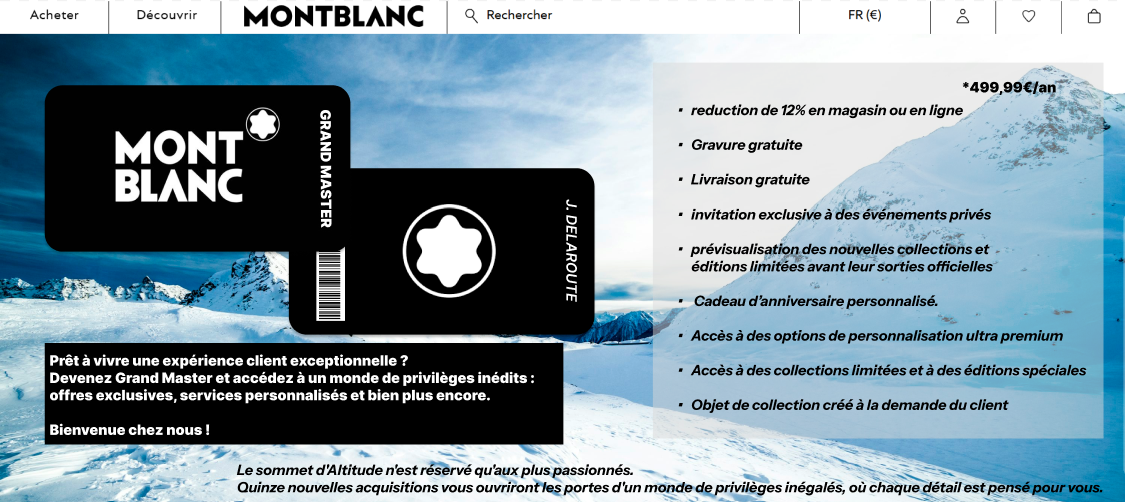 Acheter
Découvrir
MONTBLANC
Rechercher
FR (€)
MONT
BLANC
GRAND MASTER
J. DELAROUTE
Prêt à vivre une expérience client exceptionnelle ?
Devenez Grand Master et accédez à un monde de privilèges inédits :
offres exclusives, services personnalisés et bien plus encore.
Bienvenue chez nous !
*499,99€/an
· reduction de 12% en magasin ou en ligne
· Gravure gratuite
· Livraison gratuite
· invitation exclusive à des événements privés
· prévisualisation des nouvelles collections et
éditions limitées avant leur sorties officielles
· Cadeau d'anniversaire personnalisé.
· Accès à des options de personnalisation ultra premium
· Accès à des collections limitées et à des éditions spéciales
· Objet de collection créé à la demande du client
Le sommet d'Altitude n'est réservé qu'aux plus passionnés.
Quinze nouvelles acquisitions vous ouvriront les portes d'un monde de privilèges inégalés, où chaque détail est pensé pour vous.